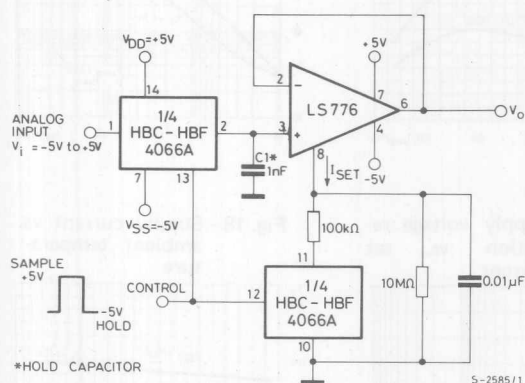 VDD=+5V
14
ANALOG
INPUT
Vi = -5V to +5V
1
1/4
HBC-HBF
4066A
2
7
13
VSS=-5V
C1*
1nF
2
-
3
+
LS 776
+5V
7
6
4
-5V
Vo
8
ISET
100kΩ
11
SAMPLE
+5V
-5V
HOLD
CONTROL
12
1/4
HBC-HBF
4066A
10
10MΩ
0.01µF
*HOLD CAPACITOR
S-2585/1